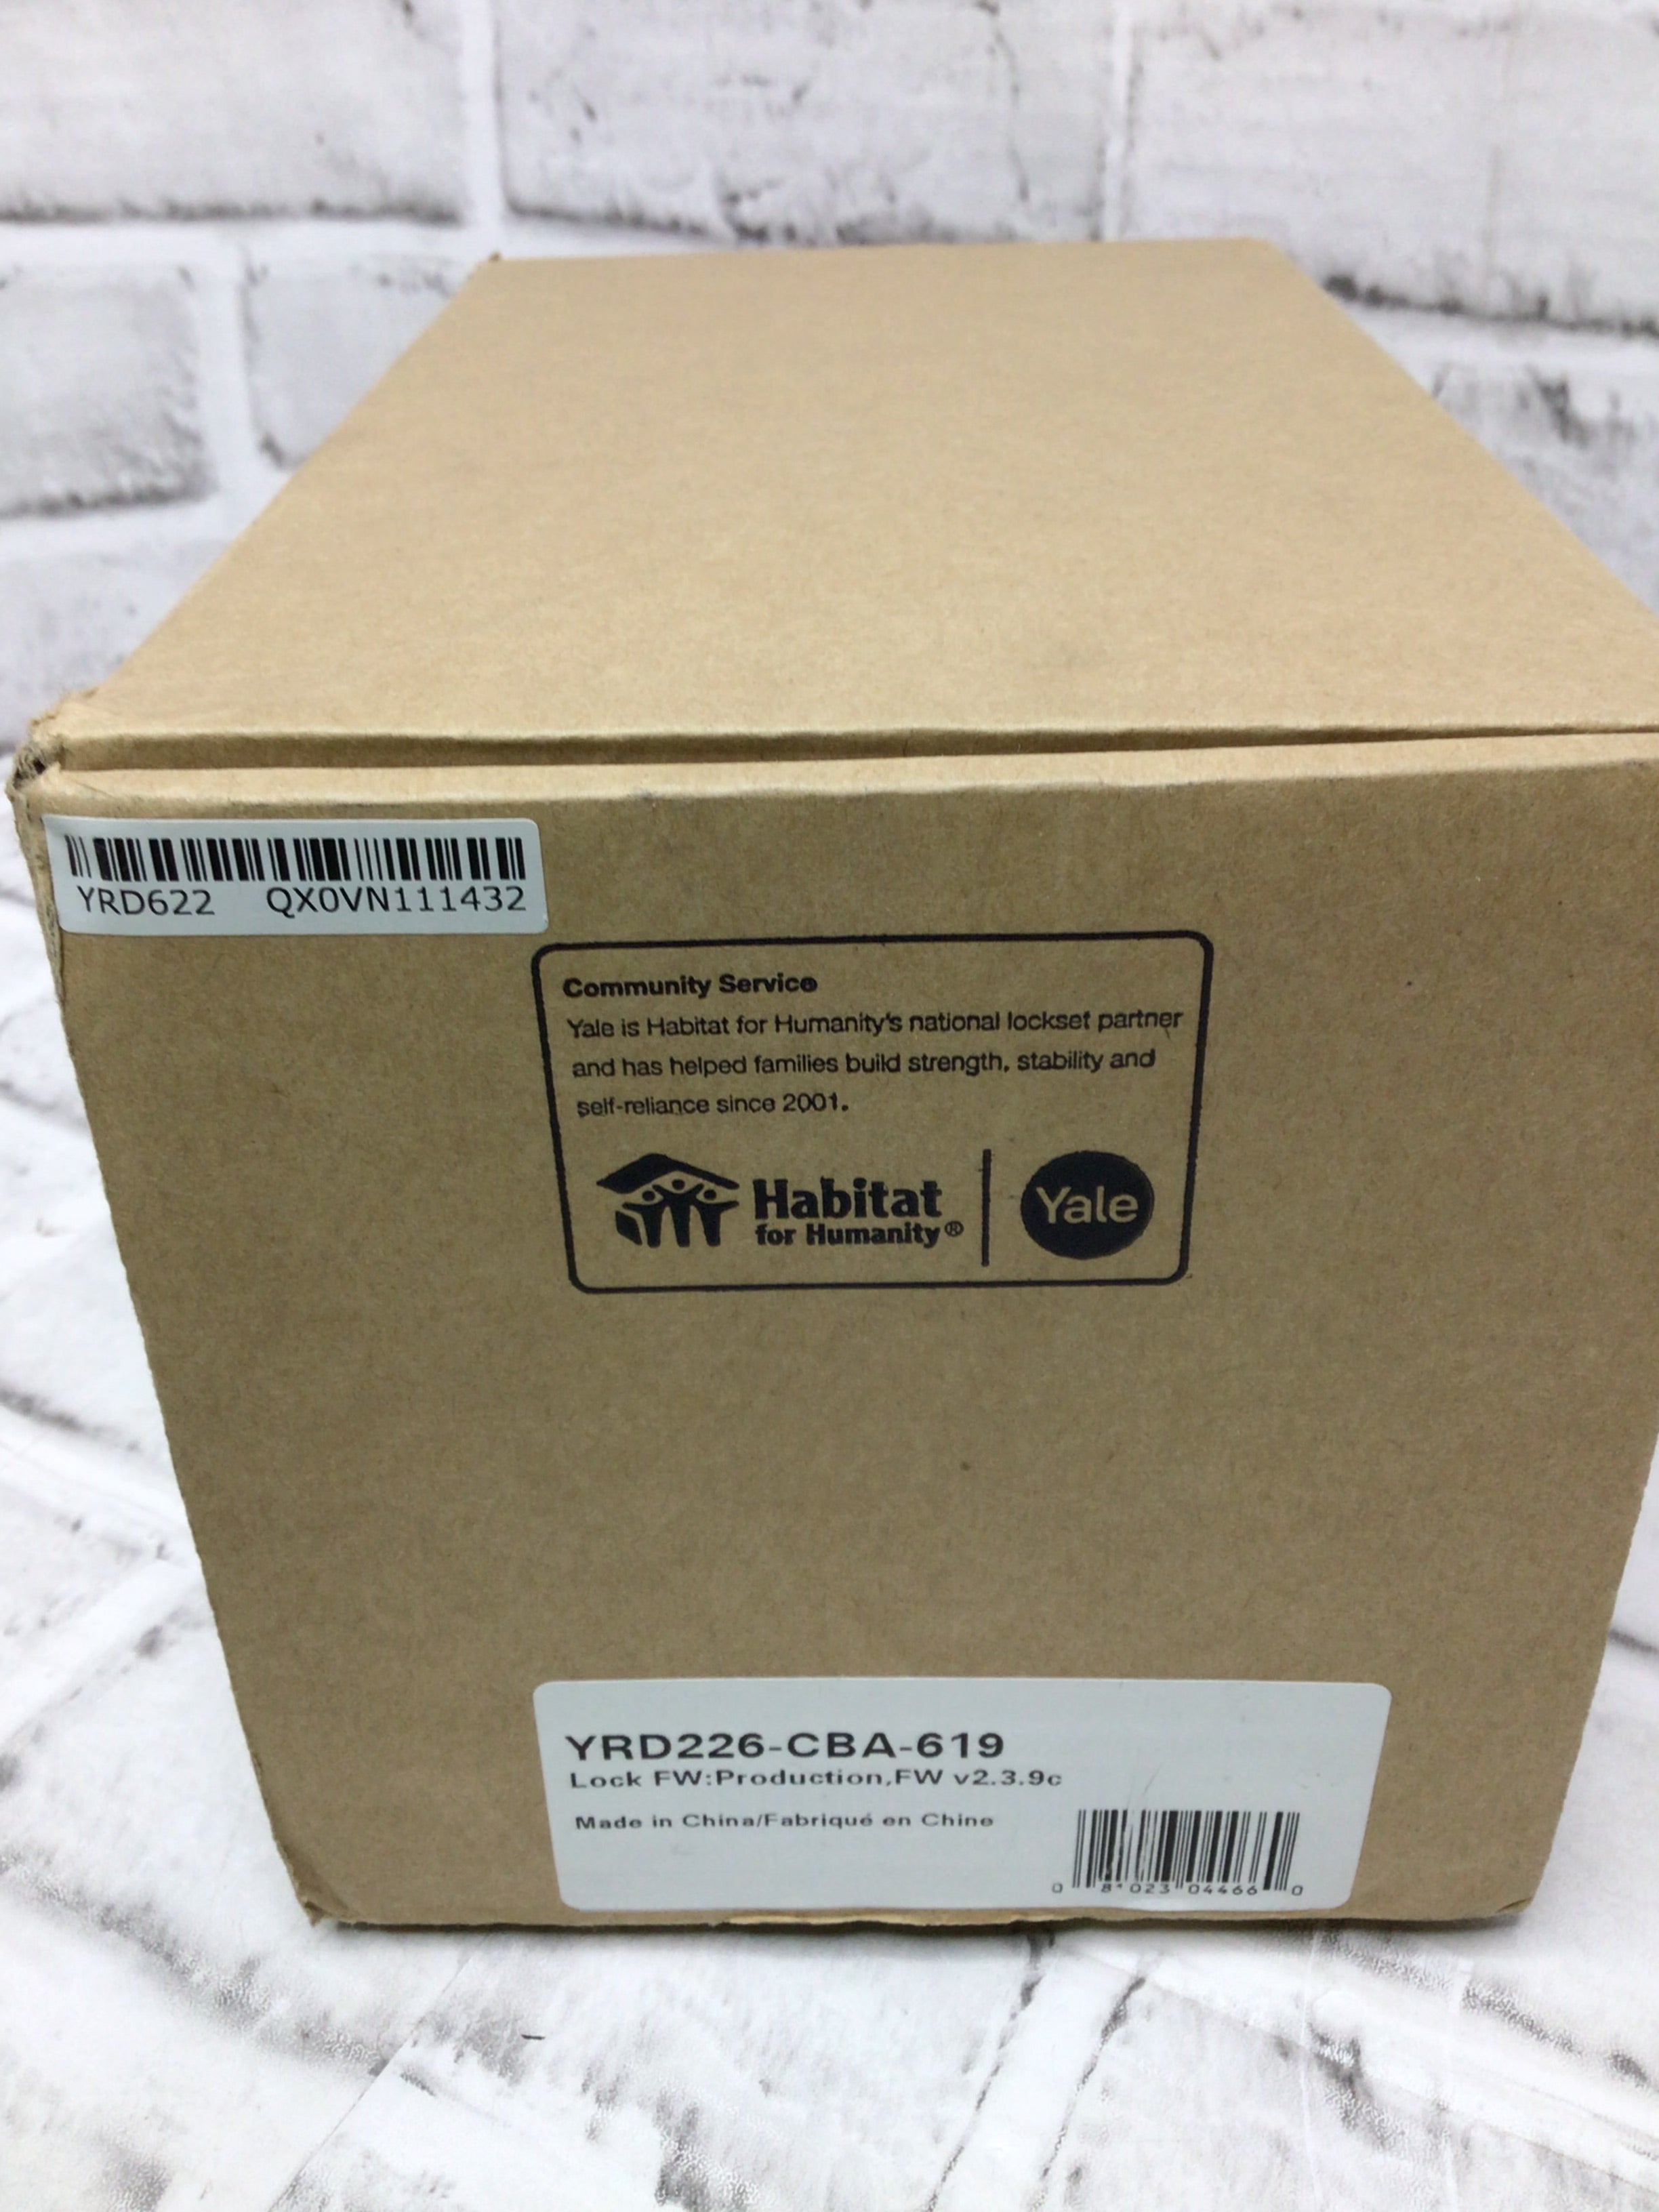 YRD622 QX0VN111432
Community Service
Yale is Habitat for Humanity's national lockset partner
and has helped families build strength, stability and
self-reliance since 2001.
Habitat
for Humanity®
Yale
YRD226-CBA-619
Lock FW:Production,FW v2.3.9c
Made in China/Fabriqué en Chine
0 81023 04466 0